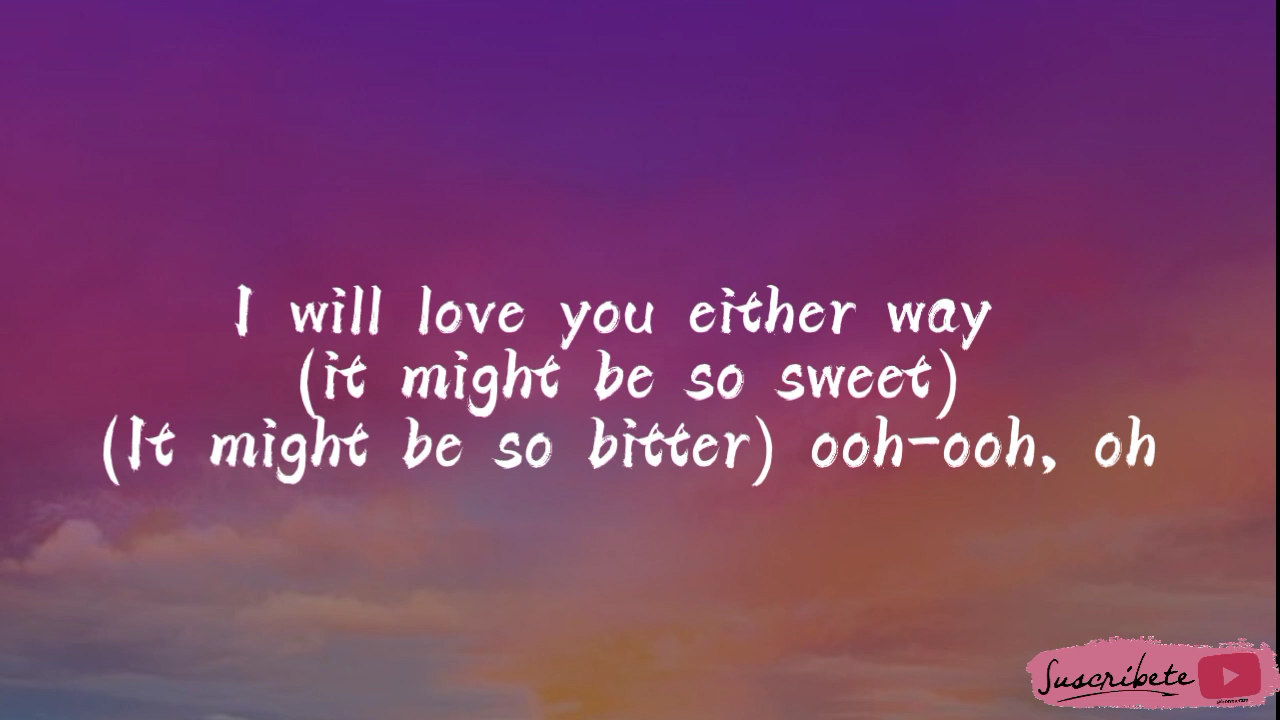 I will love you either way
(it might be so sweet)
(It might be so bitter) ooh-ooh, oh
Suscribete